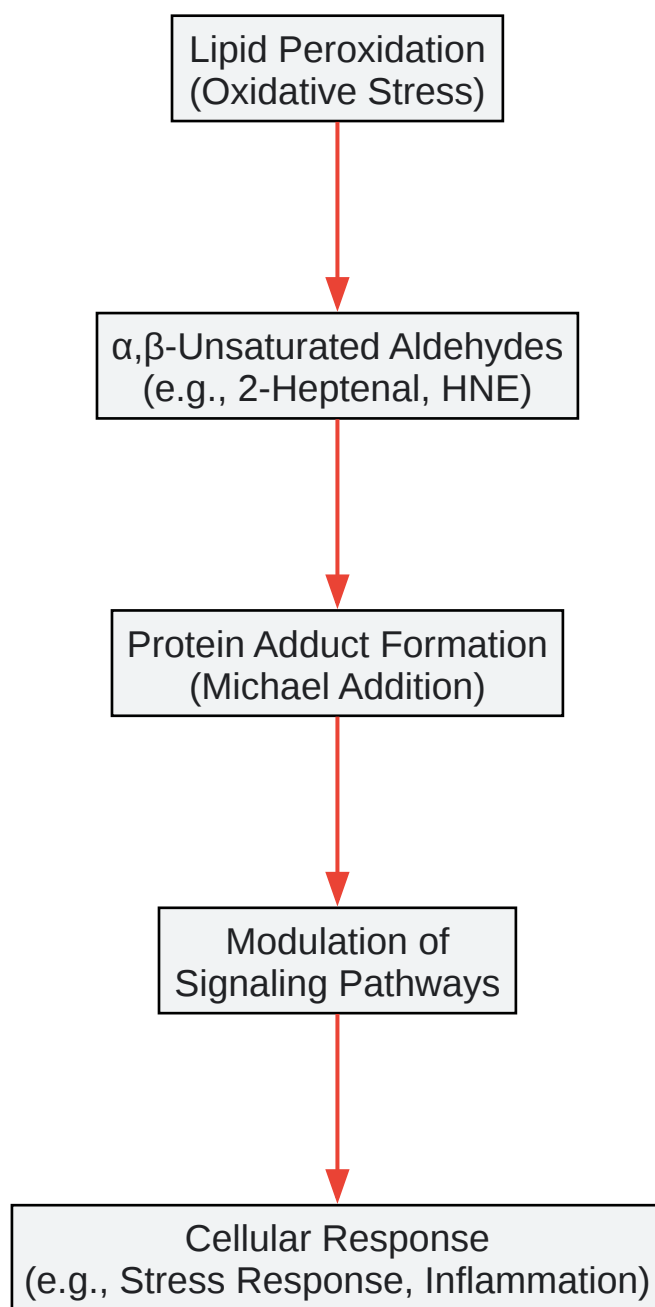 Lipid Peroxidation
(Oxidative Stress)
α,β-Unsaturated Aldehydes
(e.g., 2-Heptenal, HNE)
Protein Adduct Formation
(Michael Addition)
Modulation of
Signaling Pathways
Cellular Response
(e.g., Stress Response, Inflammation)